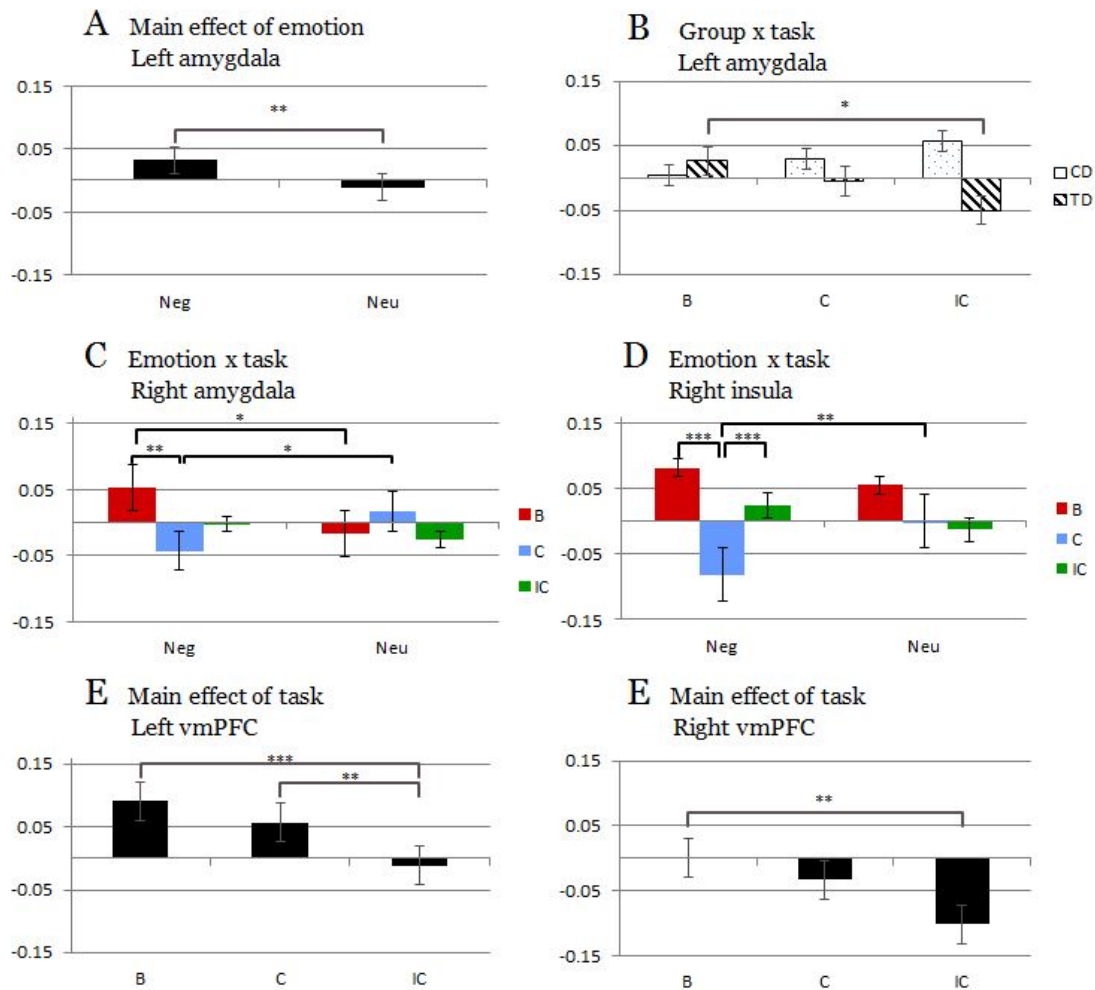 A Main effect of emotion
Left amygdala
0.15
0.05
-0.05
-0.15
**
Neg
Neu
B Group x task
Left amygdala
0.15
0.05
-0.05
-0.15
*
B
C
IC
CD
TD
C Emotion x task
Right amygdala
0.15
0.05
-0.05
-0.15
*
**
*
Neg
Neu
B
C
IC
D Emotion x task
Right insula
0.15
0.05
-0.05
-0.15
**
***
***
Neg
Neu
B
C
IC
E Main effect of task
Left vmPFC
0.15
0.05
-0.05
-0.15
***
**
B
C
IC
E Main effect of task
Right vmPFC
0.15
0.05
-0.05
-0.15
**
B
C
IC